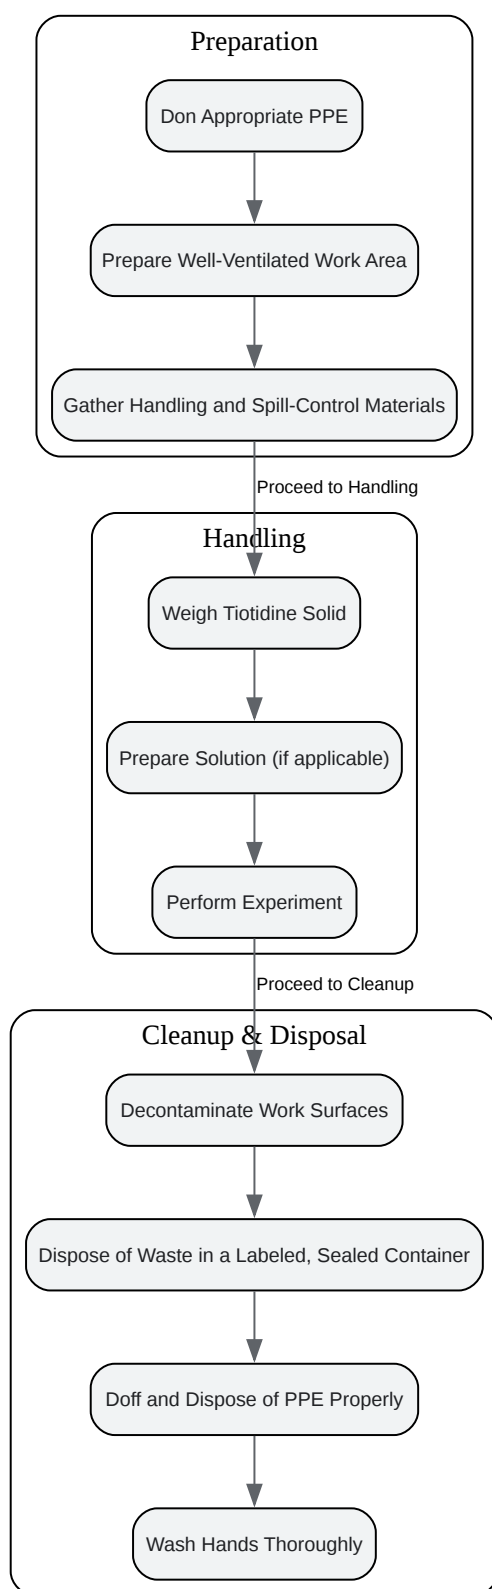 Preparation
Don Appropriate PPE
Prepare Well-Ventilated Work Area
Gather Handling and Spill-Control Materials
Proceed to Handling
Handling
Weigh Tiotidine Solid
Prepare Solution (if applicable)
Perform Experiment
Proceed to Cleanup
Cleanup & Disposal
Decontaminate Work Surfaces
Dispose of Waste in a Labeled, Sealed Container
Doff and Dispose of PPE Properly
Wash Hands Thoroughly